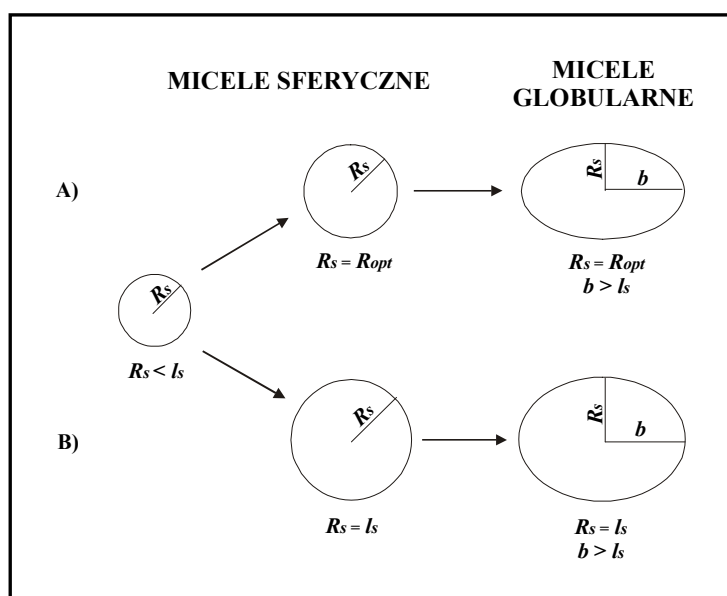 MICELE SFERYCZNE
MICELE
GLOBULARNE
A)
Rs
Rs
b
Rs = Ropt
Rs = Ropt
b > ls
Rs
Rs < ls
B)
Rs
Rs
b
Rs = ls
Rs = ls
b > ls